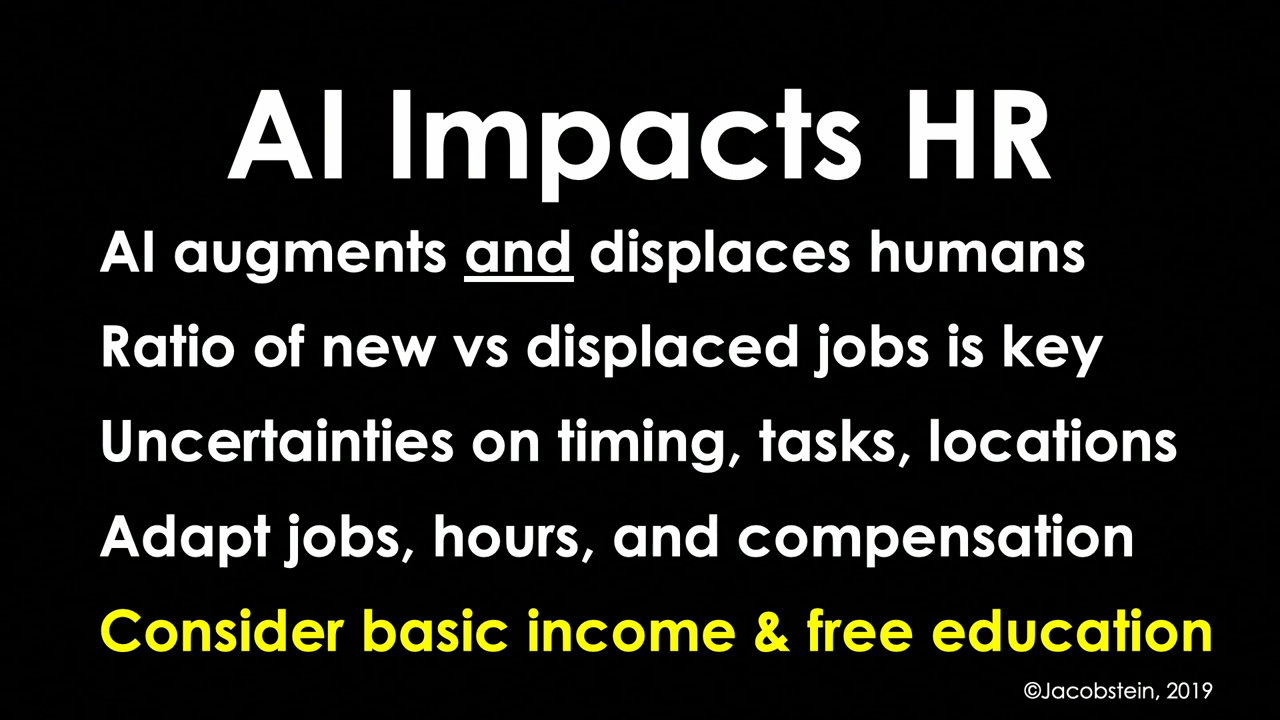 AI Impacts HR
AI augments and displaces humans
Ratio of new vs displaced jobs is key
Uncertainties on timing, tasks, locations
Adapt jobs, hours, and compensation
Consider basic income & free education
©Jacobstein, 2019